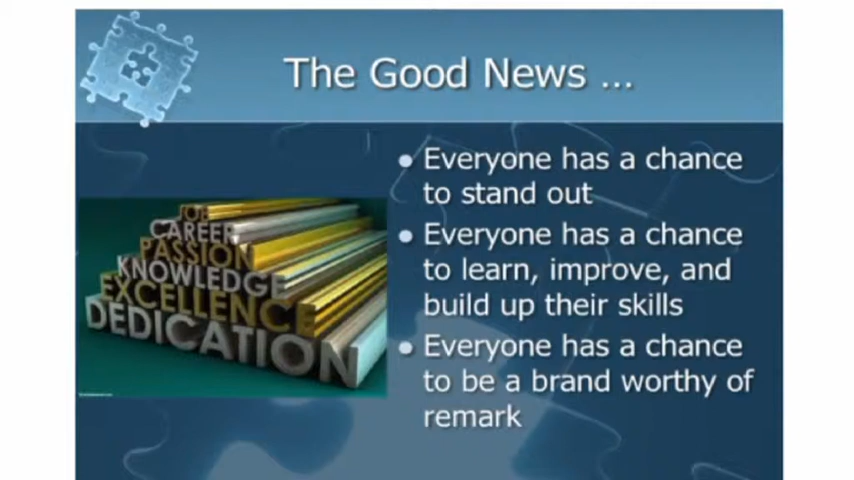 The Good News ...
• Everyone has a chance
to stand out
• Everyone has a chance
to learn, improve, and
build up their skills
• Everyone has a chance
to be a brand worthy of
remark
JOB
CAREER
PASSION
KNOWLEDGE
EXCELLENCE
DEDICATION